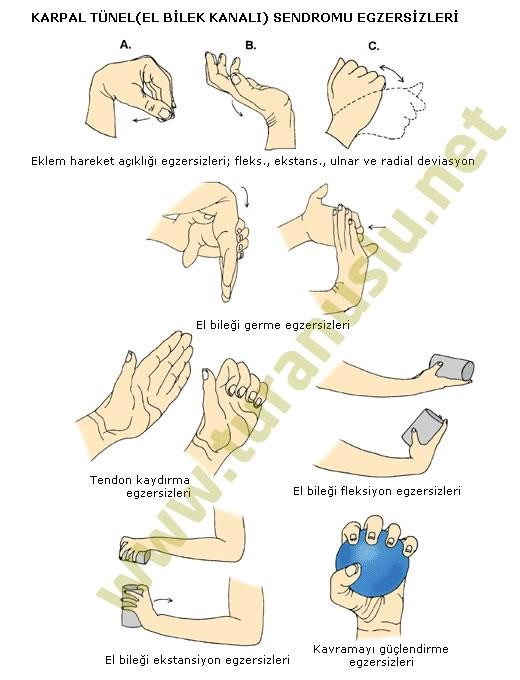 KARPAL TÜNEL(EL BİLEK KANALI) SENDROMU EGZERSİZLERİ
A.
B.
C.
Eklem hareket açıklığı egzersizleri; fleks., ekstans., ulnar ve radial deviasyon
El bileği germe egzersizleri
Tendon kaydırma
egzersizleri
El bileği fleksiyon egzersizleri
El bileği ekstansiyon egzersizleri
Kavramayı güçlendirme
egzersizleri
www.turanuslu.net